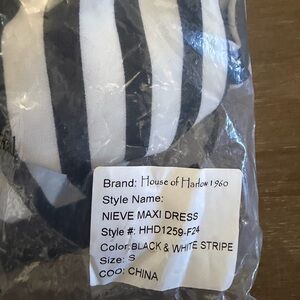 Brand: House of Harlow 1960
Style Name:
NIEVE MAXI DRESS
Style #: HHD1259-F24
Color: BLACK & WHITE STRIPE
Size: S
COO: CHINA